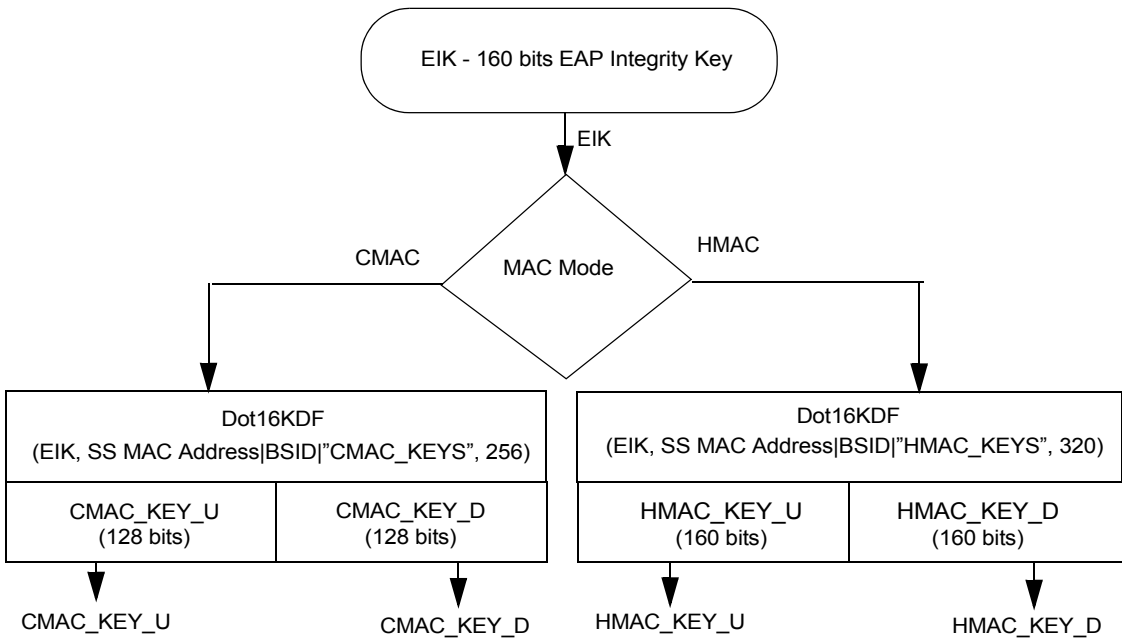 EIK - 160 bits EAP Integrity Key
EIK
CMAC
HMAC
MAC Mode
Dot16KDF
(EIK, SS MAC Address|BSID|”CMAC_KEYS”, 256)
CMAC_KEY_U
(128 bits)
CMAC_KEY_D
(128 bits)
Dot16KDF
(EIK, SS MAC Address|BSID|”HMAC_KEYS”, 320)
HMAC_KEY_U
(160 bits)
HMAC_KEY_D
(160 bits)
CMAC_KEY_U
CMAC_KEY_D
HMAC_KEY_U
HMAC_KEY_D